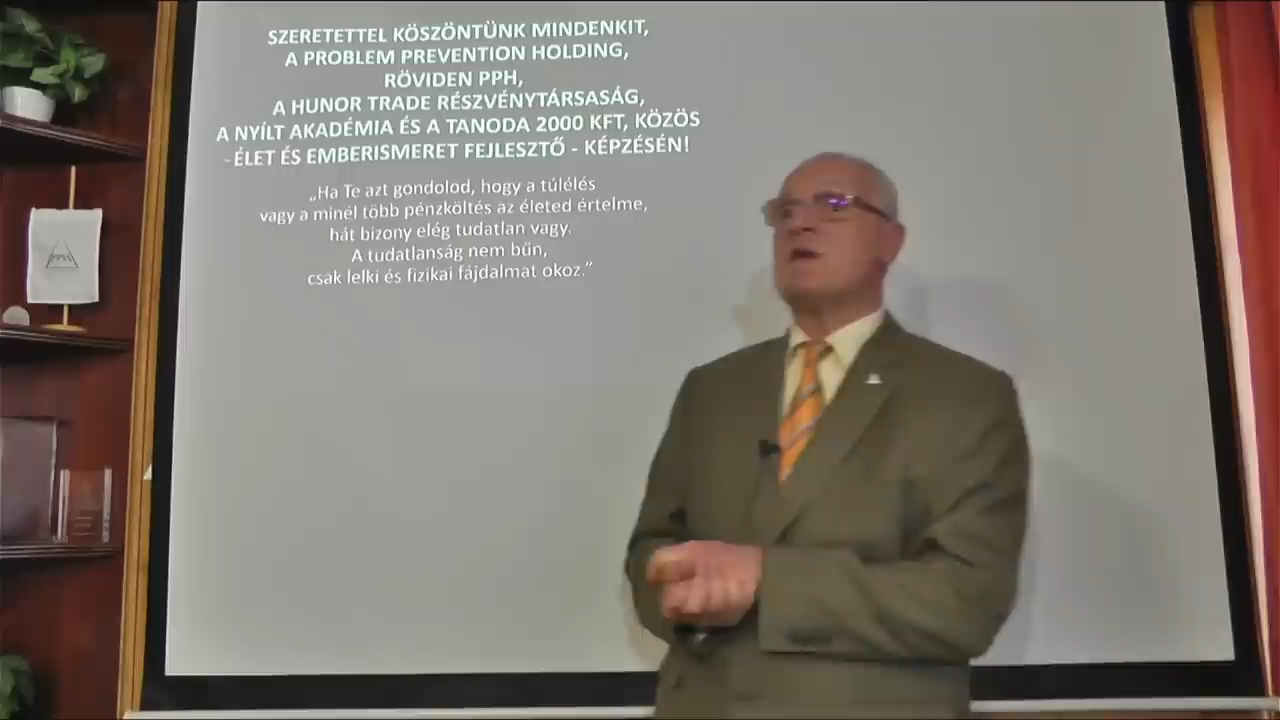 SZERETETTEL KÖSZÖNTÜNK MINDENKIT,
A PROBLEM PREVENTION HOLDING,
RÖVIDEN PPH,
A HUNOR TRADE RÉSZVÉNYTÁRSASÁG,
A NYÍLT AKADÉMIA ÉS A TANODA 2000 KFT, KÖZÖS
- ÉLET ÉS EMBERISMERET FEJLESZTŐ - KÉPZÉSÉN!
„Ha Te azt gondolod, hogy a túlélés
vagy a minél több pénzköltés az életed értelme,
hát bizony elég tudatlan vagy.
A tudatlanság nem bűn,
csak lelki és fizikai fájdalmat okoz.”